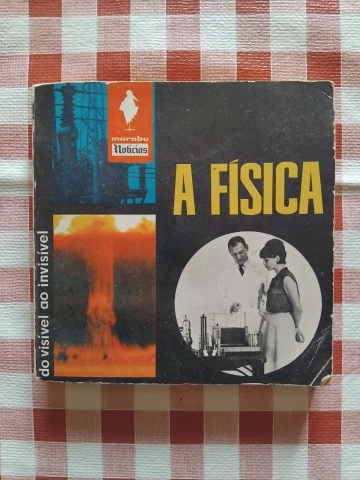 marabu
Notícias
A FÍSICA
do visível ao invisível